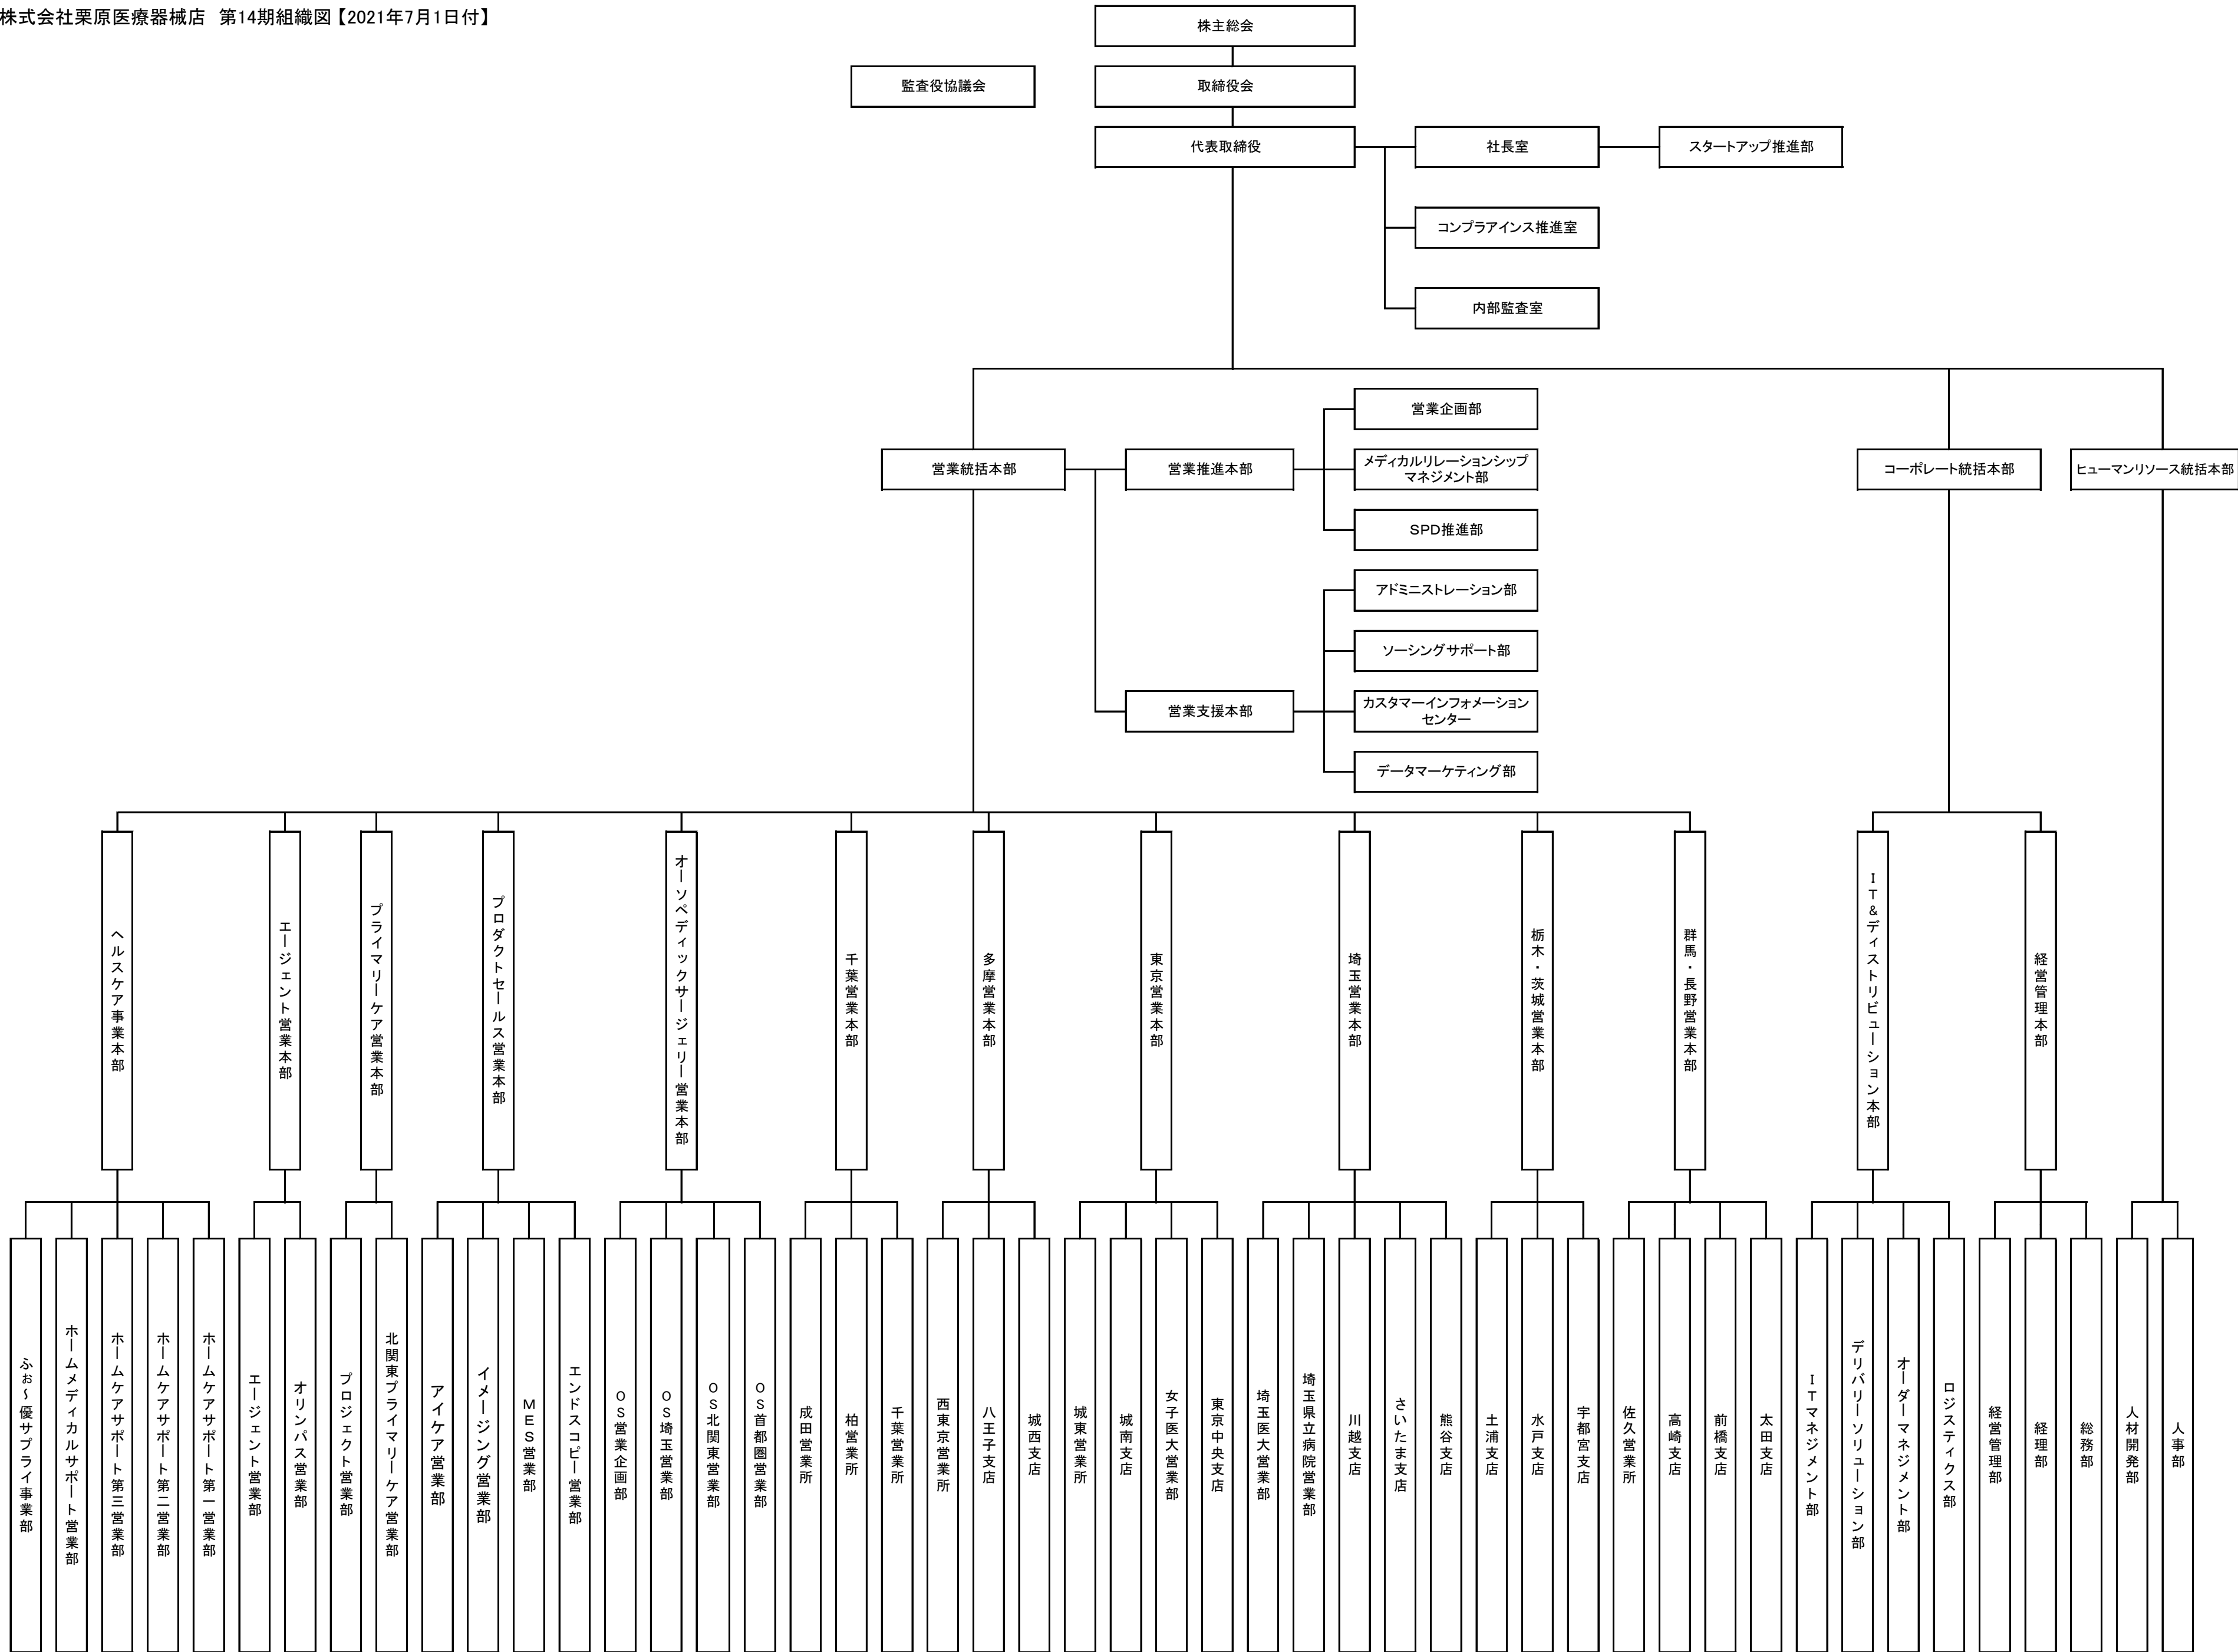 株式会社栗原医療器械店　第14期組織図【2021年7月1日付】
株主総会
監査役協議会
取締役会
代表取締役
社長室
スタートアップ推進部
コンプラアインス推進室
内部監査室
営業企画部
営業統括本部
営業推進本部
メディカルリレーションシップ
マネジメント部
コーポレート統括本部
ヒューマンリソース統括本部
SPD推進部
アドミニストレーション部
ソーシングサポート部
営業支援本部
カスタマーインフォメーション
センター
データマーケティング部
ヘルスケア事業本部
エージェント営業本部
プライマリーケア営業本部
プロダクトセールス営業本部
オーソペディックサージェリー営業本部
千葉営業本部
多摩営業本部
東京営業本部
埼玉営業本部
栃木・茨城営業本部
群馬・長野営業本部
IT&ディストリビューション本部
経営管理本部
ふぉ～優サプライ事業部
ホームメディカルサポート営業部
ホームケアサポート第三営業部
ホームケアサポート第二営業部
ホームケアサポート第一営業部
エージェント営業部
オリンパス営業部
プロジェクト営業部
北関東プライマリーケア営業部
アイケア営業部
イメージング営業部
MES営業部
エンドスコピー営業部
OS営業企画部
OS埼玉営業部
OS北関東営業部
OS首都圏営業部
成田営業所
柏営業所
千葉営業所
西東京営業所
八王子支店
城西支店
城東営業所
城南支店
女子医大営業部
東京中央支店
埼玉医大営業部
埼玉県立病院営業部
川越支店
さいたま支店
熊谷支店
土浦支店
水戸支店
宇都宮支店
佐久営業所
高崎支店
前橋支店
太田支店
ITマネジメント部
デリバリーソリューション部
オーダーマネジメント部
ロジスティクス部
経営管理部
経理部
総務部
人材開発部
人事部